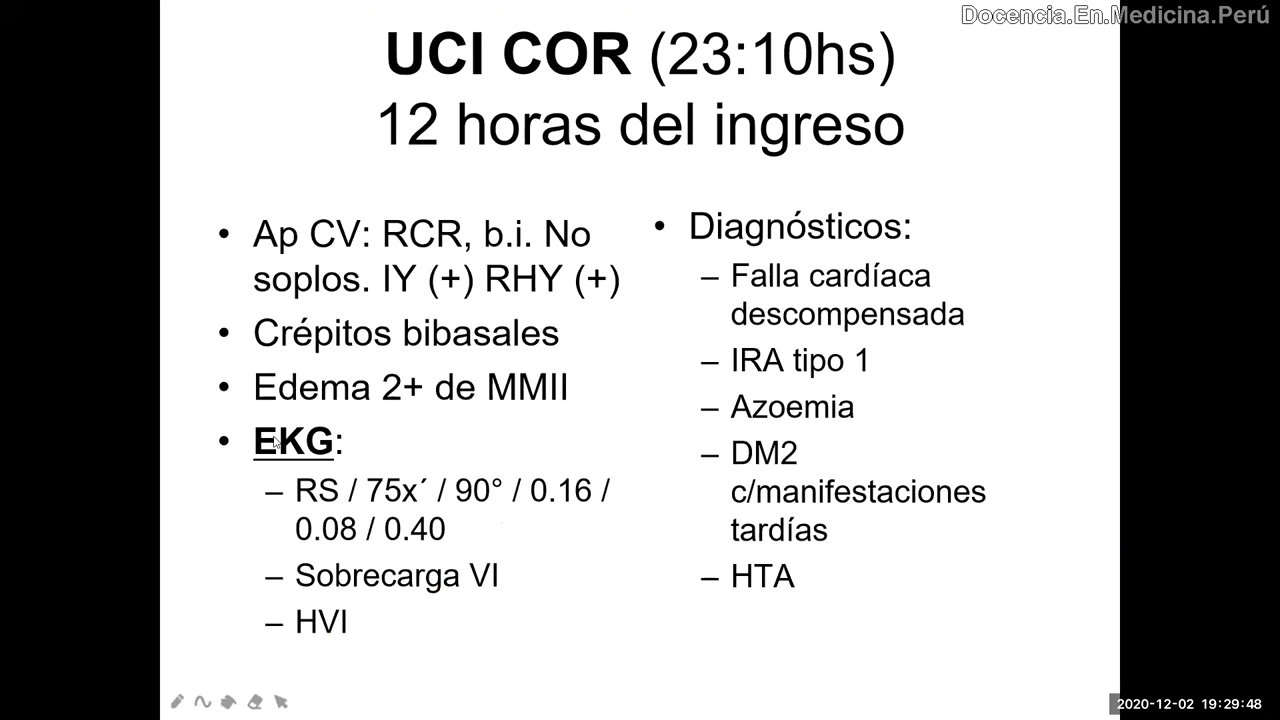 Docencia.En.Medicina.Perú
UCI COR (23:10hs)
12 horas del ingreso
• Ap CV: RCR, b.i. No
soplos. IY (+) RHY (+)
• Crépitos bibasales
• Edema 2+ de MMII
• EKG:
– RS / 75x´ / 90° / 0.16 /
0.08 / 0.40
– Sobrecarga VI
– HVI
• Diagnósticos:
– Falla cardíaca
descompensada
– IRA tipo 1
– Azoemia
– DM2
c/manifestaciones
tardías
– HTA
2020-12-02 19:29:48